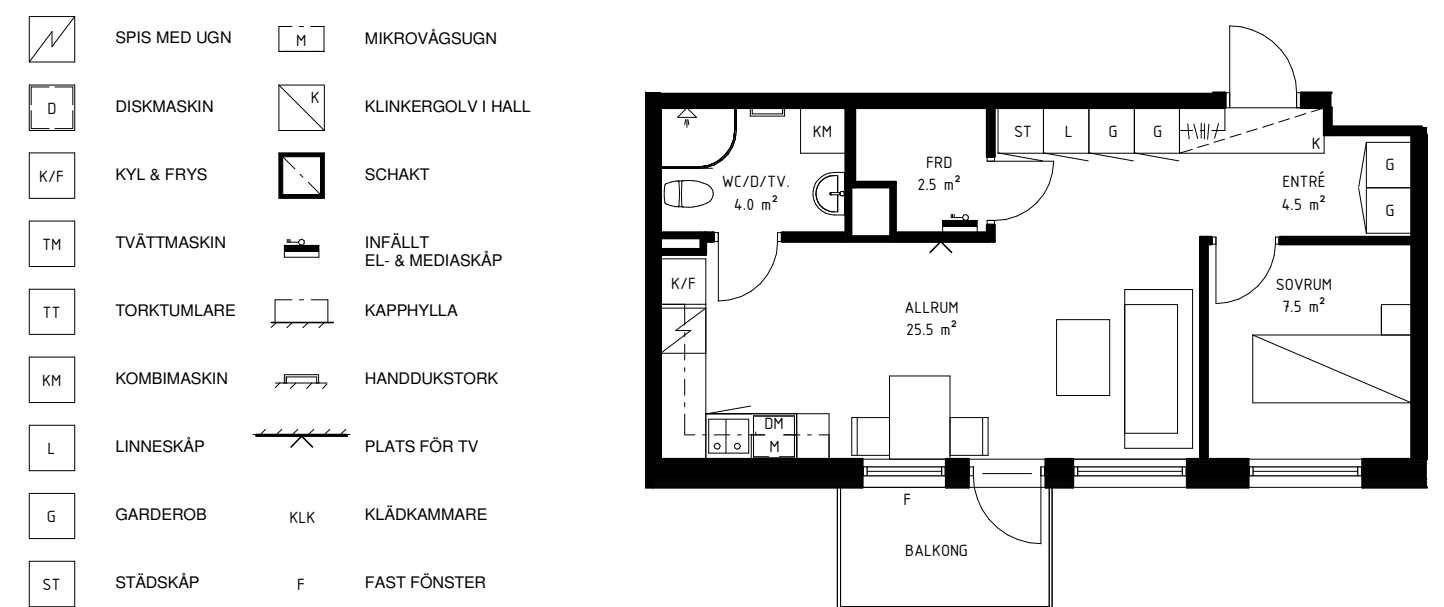 SPIS MED UGN
M
MIKROVÅGSUGN
D
DISKMASKIN
K
KLINKERGOLV I HALL
K/F
KYL & FRYS
SCHAKT
TM
TVÄTTMASKIN
INFÄLLT
EL- & MEDIASKÅP
TT
TORKTUMLARE
KAPPHYLLA
KM
KOMBIMASKIN
HANDDUKSTORK
L
LINNESKÅP
PLATS FÖR TV
G
GARDEROB
KLK
KLÄDKAMMARE
ST
STÄDSKÅP
F
FAST FÖNSTER
KM
ST
L
G
G
K
WC/D/TV.
4.0 m²
FRD
2.5 m²
ENTRÉ
4.5 m²
G
G
K/F
ALLRUM
25.5 m²
SOVRUM
7.5 m²
DM
M
F
BALKONG